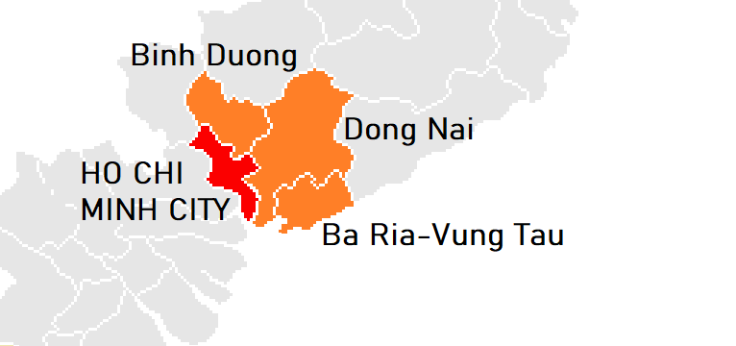 Binh Duong
Dong Nai
HO CHI
MINH CITY
Ba Ria-Vung Tau